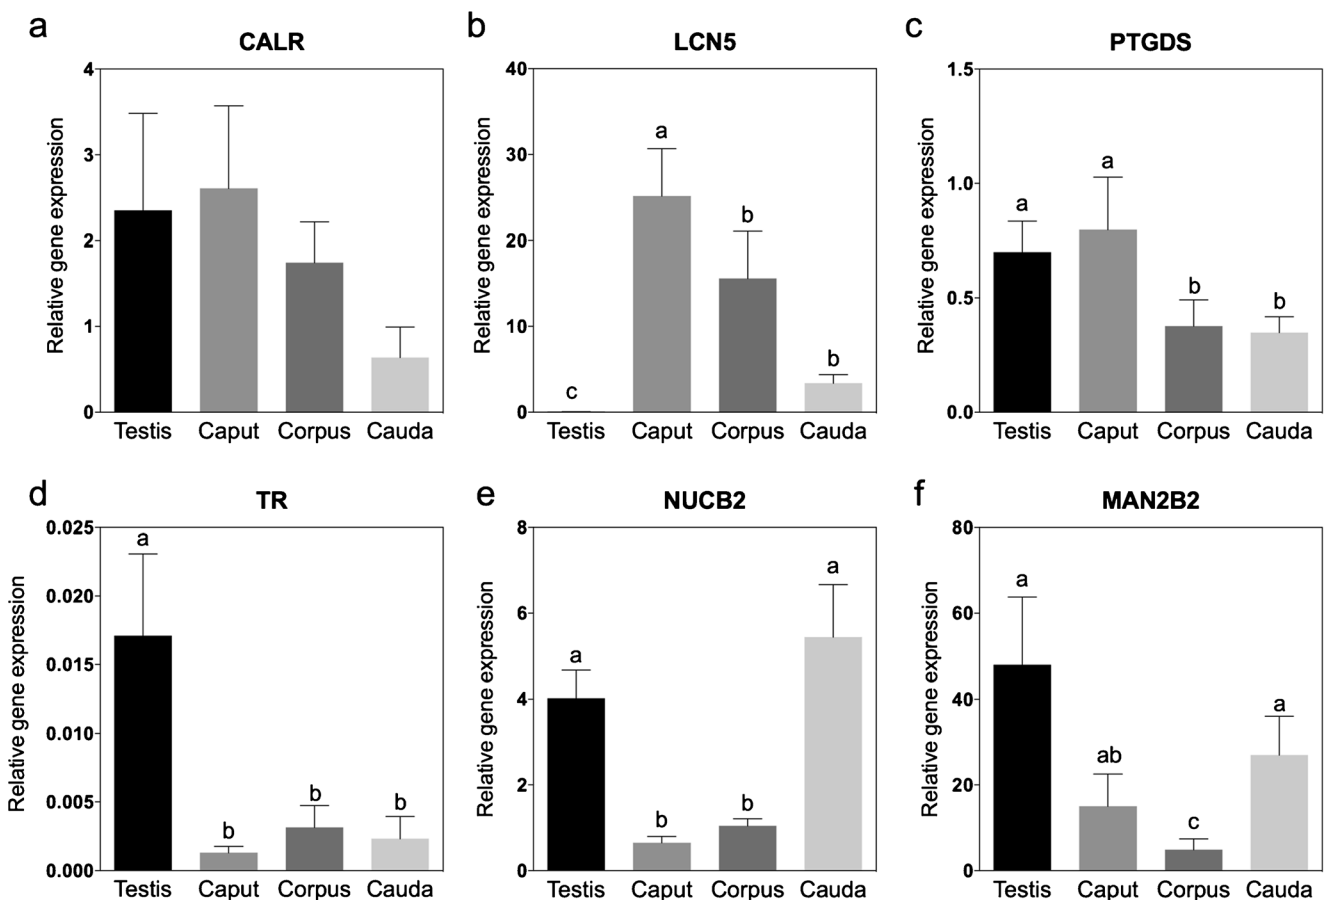 a
CALR
Relative gene expression
4
3
2
1
0
Testis Caput Corpus Cauda
b
LCN5
Relative gene expression
40
30
20
10
0
c
a
b
b
Testis Caput Corpus Cauda
c
PTGDS
Relative gene expression
1.5
1.0
0.5
0.0
a
a
b
b
Testis Caput Corpus Cauda
d
TR
Relative gene expression
0.025
0.020
0.015
0.010
0.005
0.000
a
b
b
b
Testis Caput Corpus Cauda
e
NUCB2
Relative gene expression
8
6
4
2
0
a
b
b
a
Testis Caput Corpus Cauda
f
MAN2B2
Relative gene expression
80
60
40
20
0
a
ab
c
a
Testis Caput Corpus Cauda